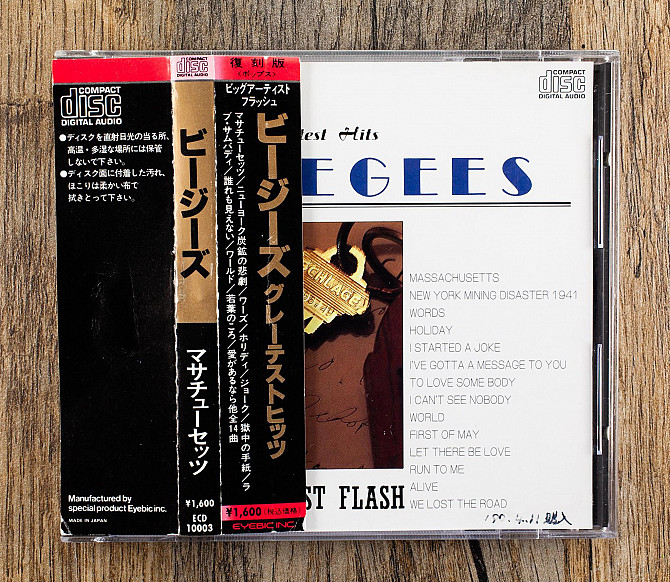 COMPACT
disc
DIGITAL AUDIO
●ディスクを直射日光の当る所、
高温・多湿な場所には保管
しないで下さい。
●ディスク面に付着した汚れ、
ほこりは柔かい布で
拭きとって下さい。
Manufactured by
special product Eyebic inc.
MADE IN JAPAN
ビージーズ
マサチューセッツ
¥1,600
ECD
10003
COMPACT
disc
DIGITAL AUDIO
復刻版
〈ポップス〉
ビッグアーティスト
フラッシュ
ビージーズ グレーテストヒッツ
マサチューセッツ/ニューヨーク炭鉱の悲劇/ワーズ/ホリディ/ジョーク/獄中の手紙/ラ
ブ・サムバディ/誰れも見えない/ワールド/若葉のころ/愛があるなら他全14曲
¥1,600(税込価格)
EYEBIC INC.
COMPACT
disc
DIGITAL AUDIO
est Hits
EGEES
SCHLAGE
MASSACHUSETTS
NEW YORK MINING DISASTER 1941
WORDS
HOLIDAY
I STARTED A JOKE
I'VE GOTTA A MESSAGE TO YOU
TO LOVE SOME BODY
I CAN'T SEE NOBODY
WORLD
FIRST OF MAY
LET THERE BE LOVE
RUN TO ME
ALIVE
WE LOST THE ROAD
ST FLASH